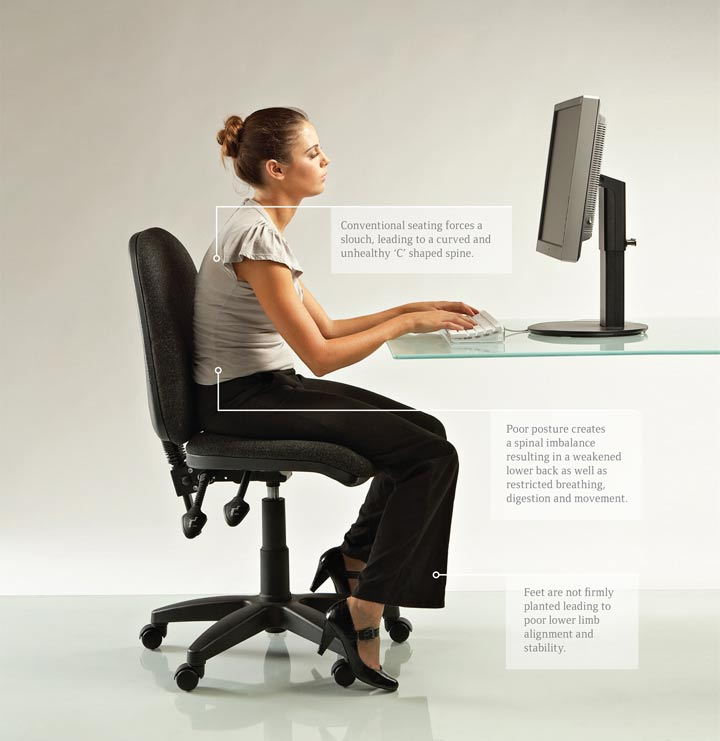 Conventional seating forces a
slouch, leading to a curved and
unhealthy ‘C’ shaped spine.
Poor posture creates
a spinal imbalance
resulting in a weakened
lower back as well as
restricted breathing,
digestion and movement.
Feet are not firmly
planted leading to
poor lower limb
alignment and
stability.